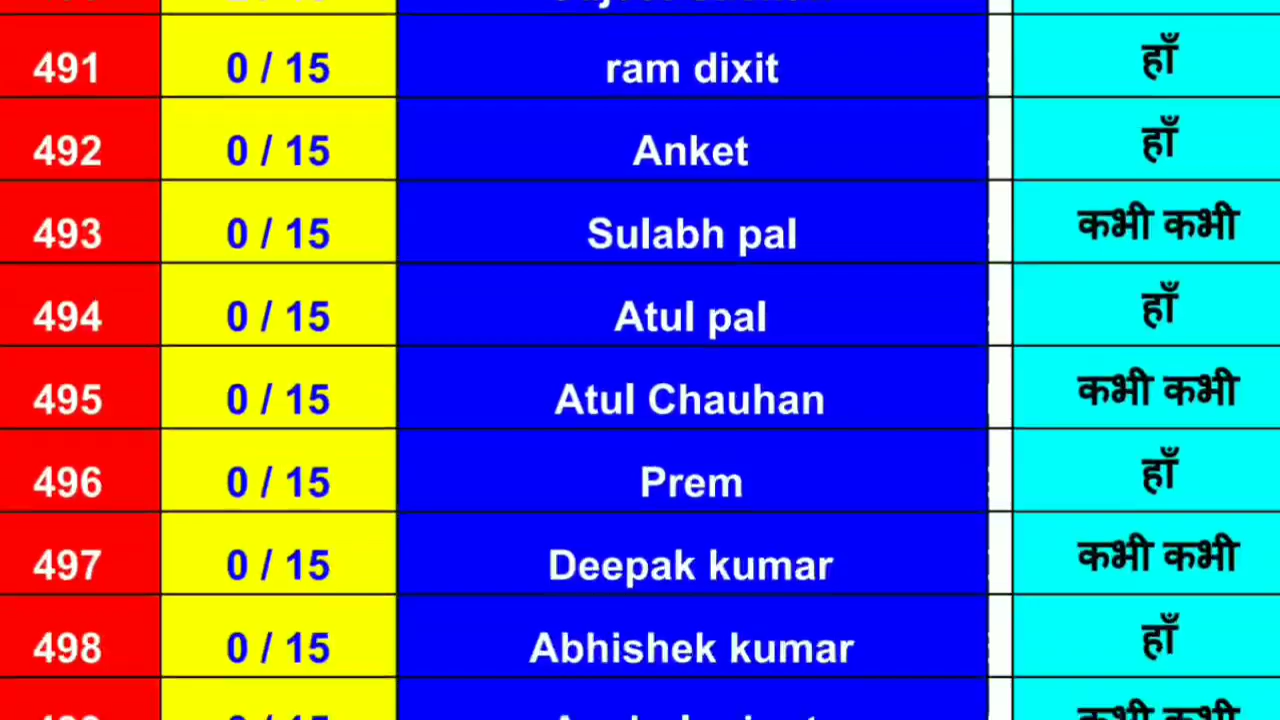 491 0 / 15 ram dixit हाँ
492 0 / 15 Anket हाँ
493 0 / 15 Sulabh pal कभी कभी
494 0 / 15 Atul pal हाँ
495 0 / 15 Atul Chauhan कभी कभी
496 0 / 15 Prem हाँ
497 0 / 15 Deepak kumar कभी कभी
498 0 / 15 Abhishek kumar हाँ
कभी कभी